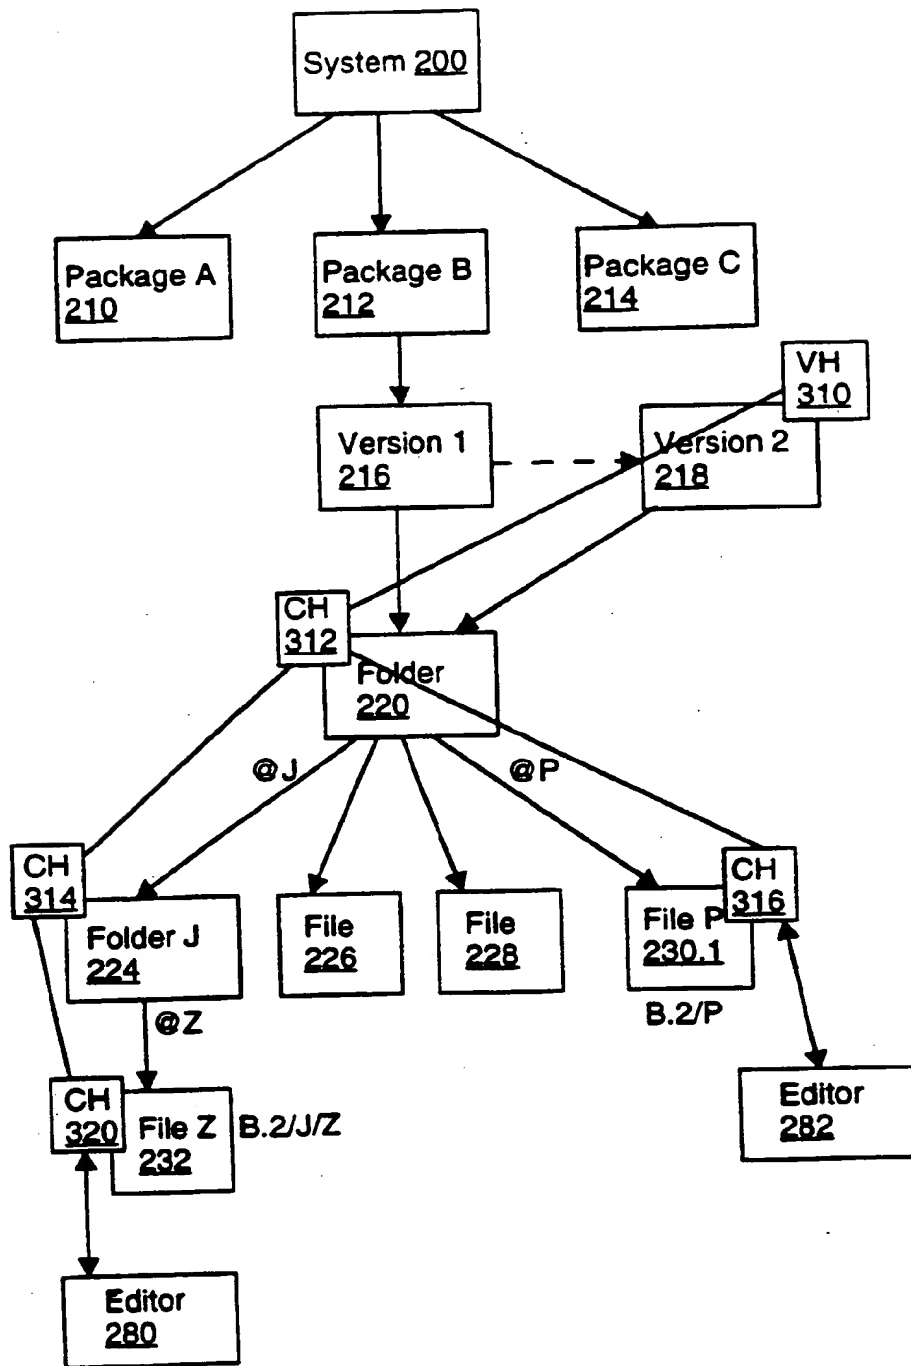 System 200
Package A
210
Package B
212
Package C
214
VH
310
Version 1
216
Version 2
218
CH
312
Folder
220
@J
@P
CH
314
Folder J
224
File
226
File
228
File P
230.1
CH
316
B.2/P
@Z
CH
320
File Z
232
B.2/J/Z
Editor
282
Editor
280